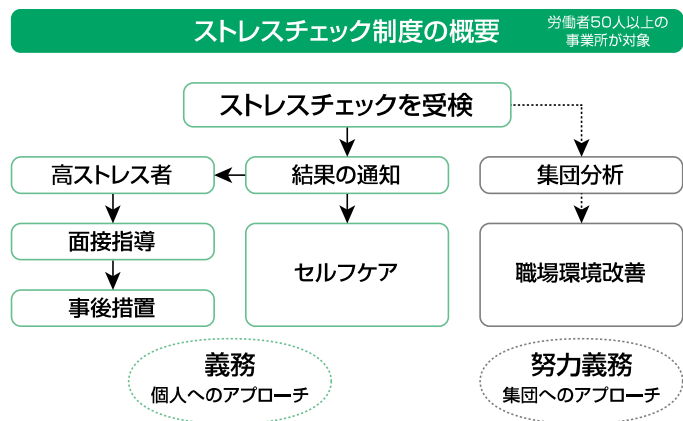 ストレスチェック制度の概要
労働者50人以上の
事業所が対象
ストレスチェックを受検
高ストレス者
結果の通知
集団分析
面接指導
セルフケア
職場環境改善
事後措置
義務
個人へのアプローチ
努力義務
集団へのアプローチ